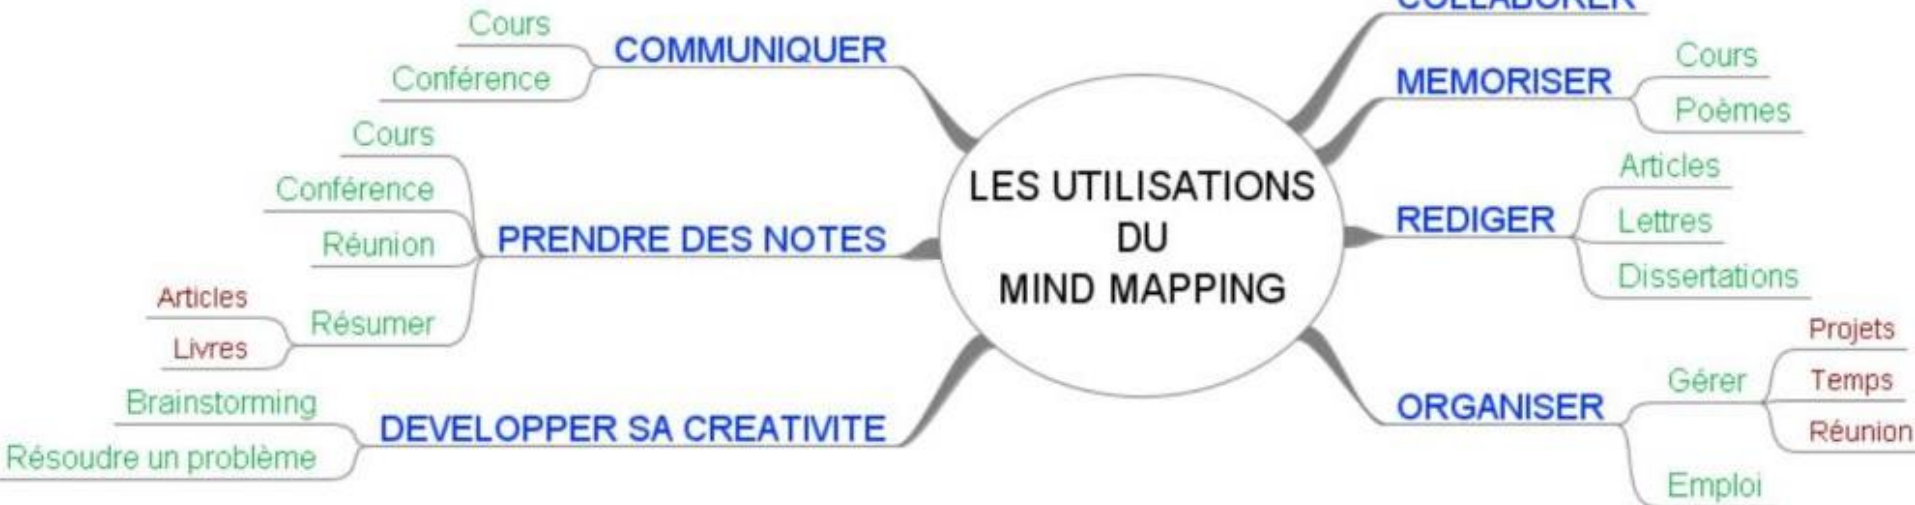 LES UTILISATIONS
DU
MIND MAPPING
COMMUNIQUER
Cours
Conférence
PRENDRE DES NOTES
Cours
Conférence
Réunion
Résumer
Articles
Livres
DEVELOPPER SA CREATIVITE
Brainstorming
Résoudre un problème
COLLABORER
MEMORISER
Cours
Poèmes
REDIGER
Articles
Lettres
Dissertations
ORGANISER
Gérer
Projets
Temps
Réunion
Emploi